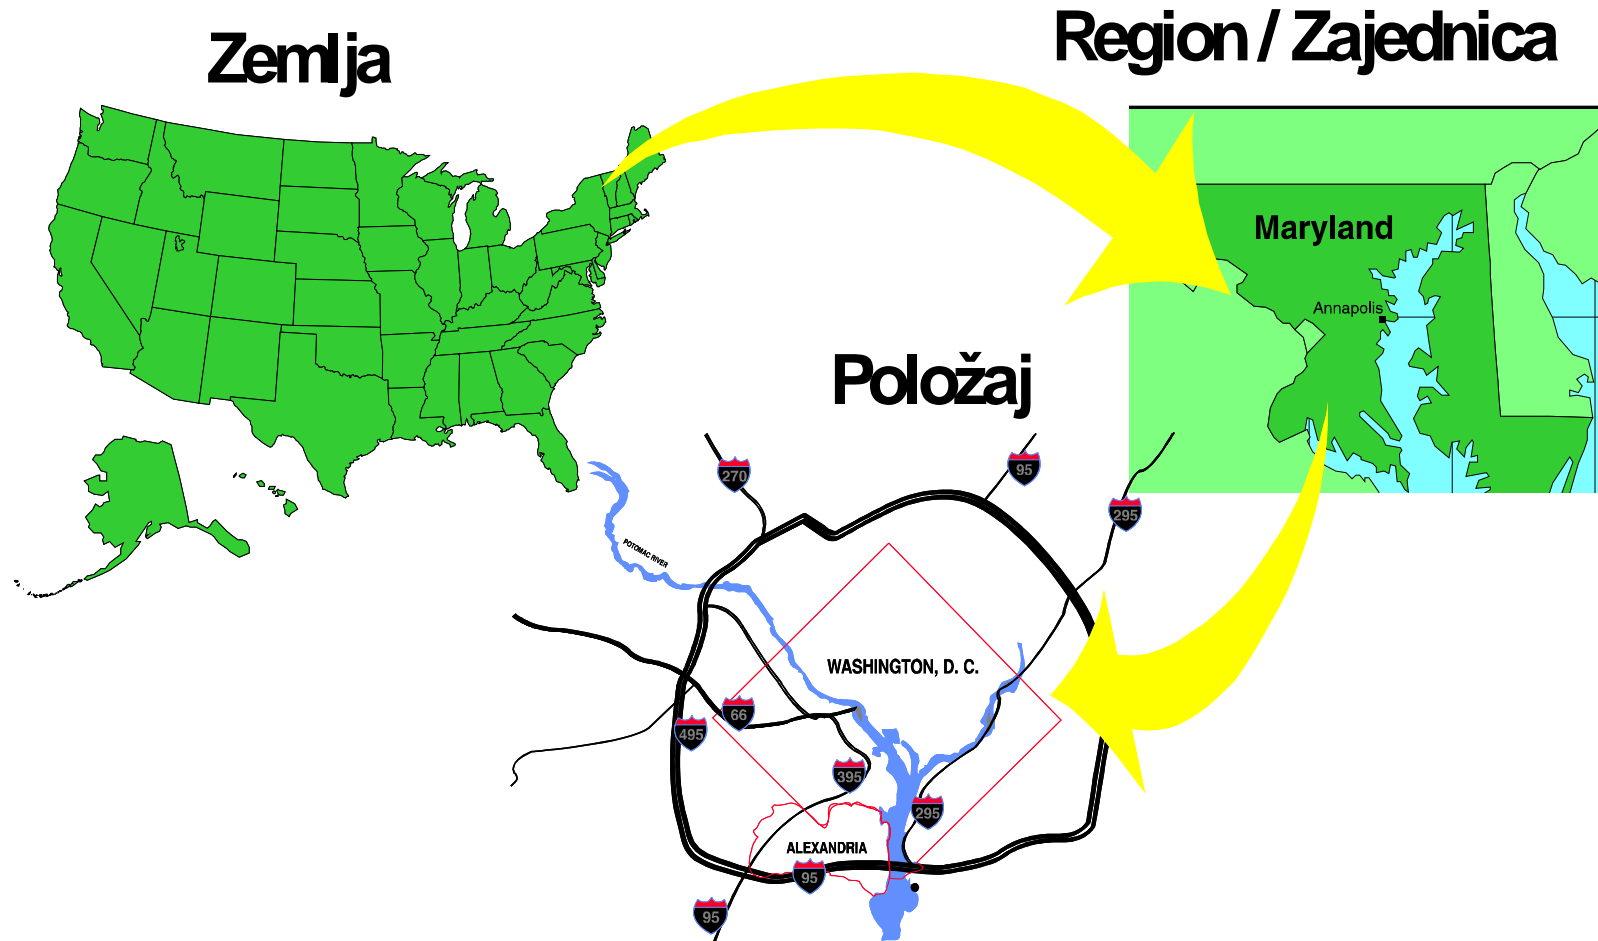 Zemlja
Region / Zajednica
Maryland
Annapolis
Položaj
270
95
295
POTOMAC RIVER
WASHINGTON, D. C.
66
495
395
295
ALEXANDRIA
95
95